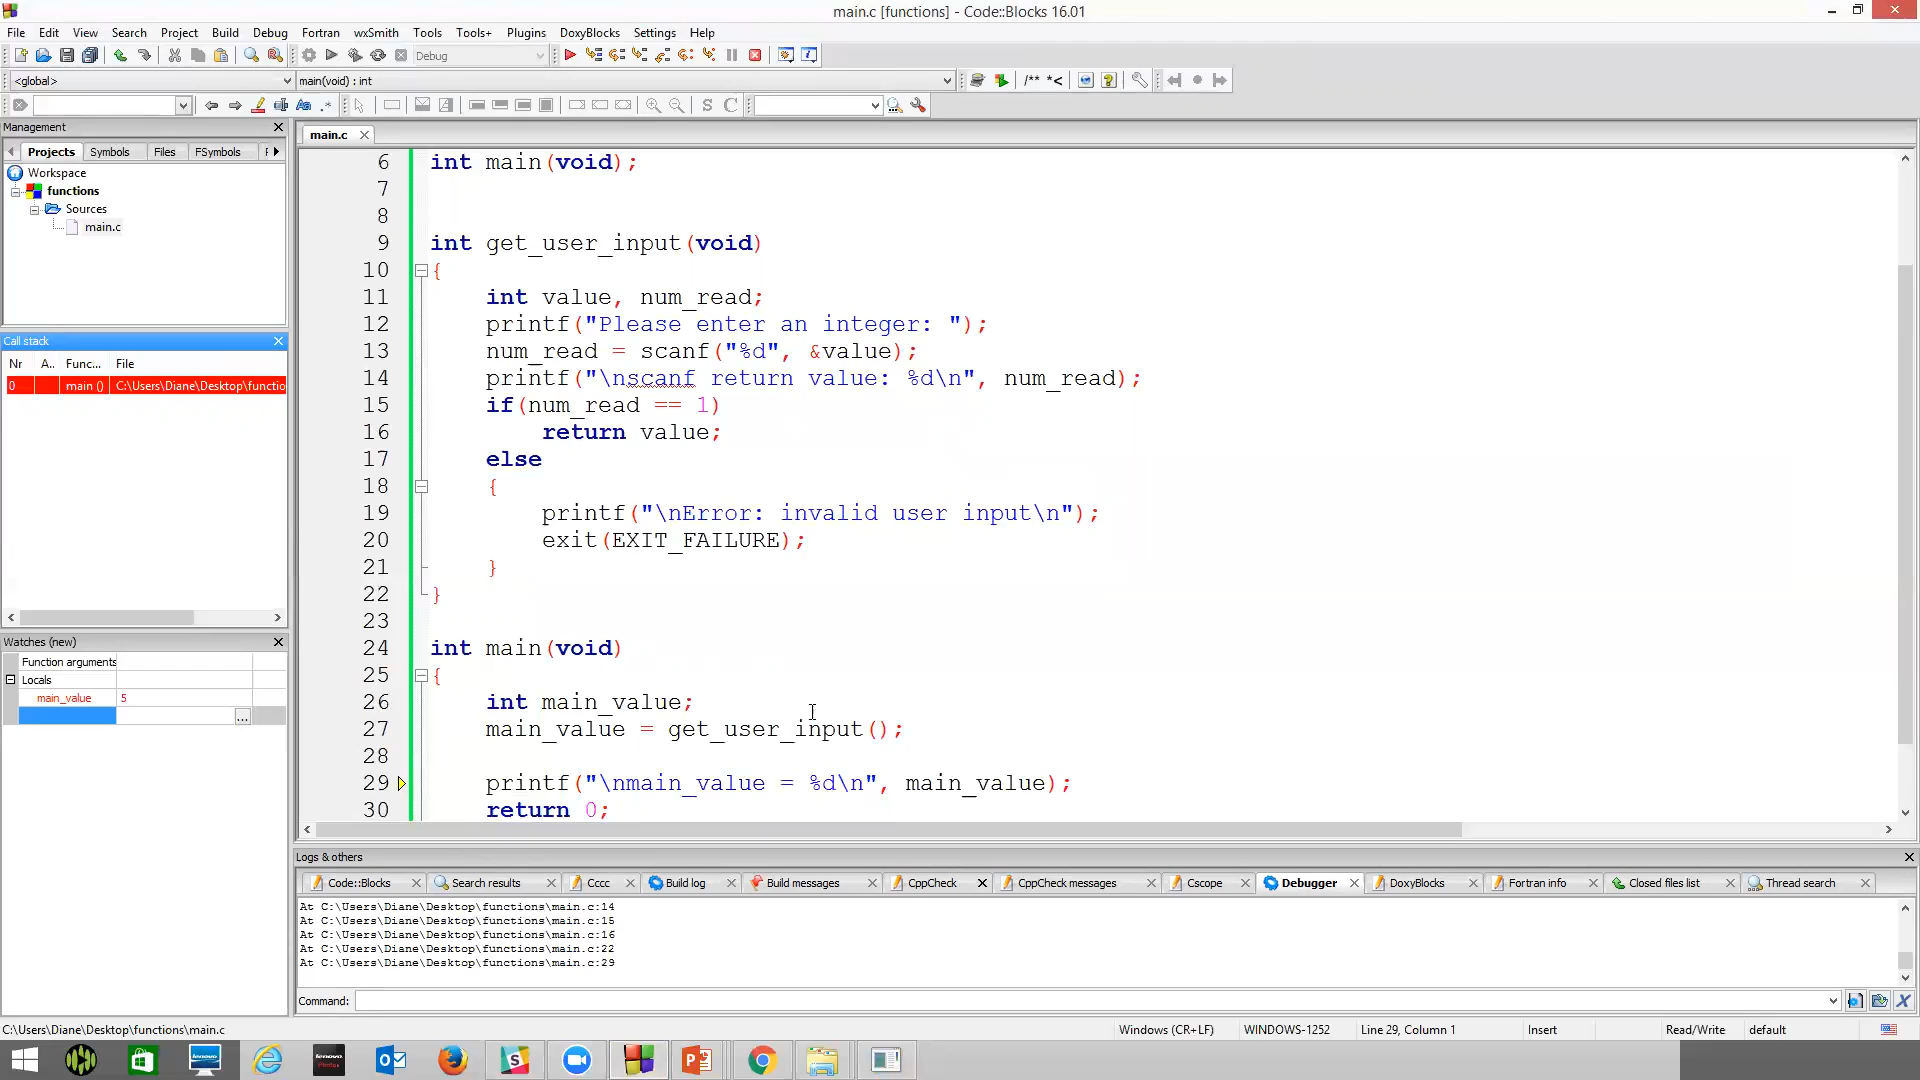 main.c [functions] - Code::Blocks 16.01
File Edit View Search Project Build Debug Fortran wxSmith Tools Tools+ Plugins DoxyBlocks Settings Help
Debug
<global> main(void) : int
/** *<
Aa .* S C
Management
Projects Symbols Files FSymbols F
Workspace
functions
Sources
main.c
Call stack
Nr A.. Func... File
0 main () C:\Users\Diane\Desktop\functio
Watches (new)
Function arguments
Locals
main_value 5
...
main.c
6 int main(void);
7
8
9 int get_user_input(void)
10 {
11 int value, num_read;
12 printf("Please enter an integer: ");
13 num_read = scanf("%d", &value);
14 printf("\nscanf return value: %d\n", num_read);
15 if(num_read == 1)
16 return value;
17 else
18 {
19 printf("\nError: invalid user input\n");
20 exit(EXIT_FAILURE);
21 }
22 }
23
24 int main(void)
25 {
26 int main_value;
27 main_value = get_user_input();
28
29 printf("\nmain_value = %d\n", main_value);
30 return 0;
Logs & others
Code::Blocks Search results Cccc Build log Build messages CppCheck CppCheck messages Cscope Debugger DoxyBlocks Fortran info Closed files list Thread search
At C:\Users\Diane\Desktop\functions\main.c:14
At C:\Users\Diane\Desktop\functions\main.c:15
At C:\Users\Diane\Desktop\functions\main.c:16
At C:\Users\Diane\Desktop\functions\main.c:22
At C:\Users\Diane\Desktop\functions\main.c:29
Command:
C:\Users\Diane\Desktop\functions\main.c Windows (CR+LF) WINDOWS-1252 Line 29, Column 1 Insert Read/Write default